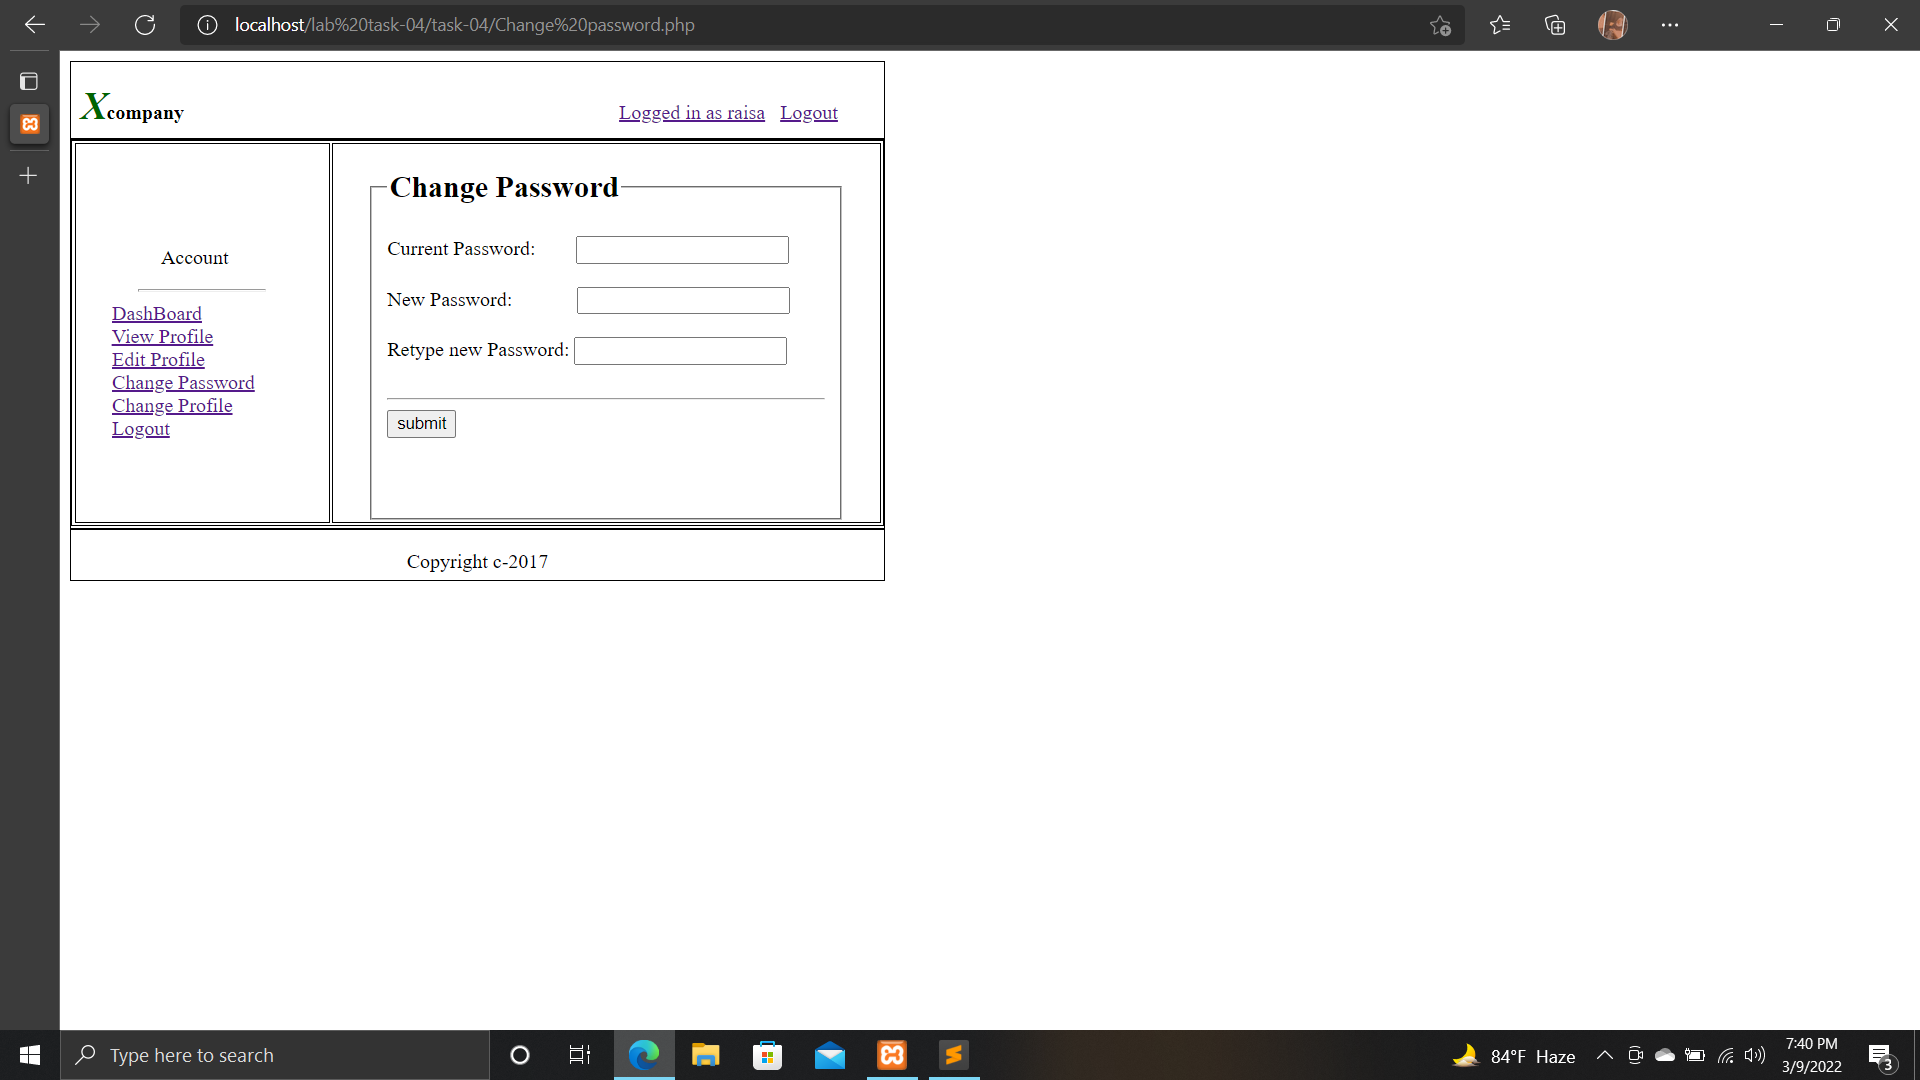 localhost/lab%20task-04/task-04/Change%20password.php
Xcompany
Logged in as raisa Logout
Change Password
Current Password:
New Password:
Retype new Password:
submit
Account
DashBoard
View Profile
Edit Profile
Change Password
Change Profile
Logout
Copyright c-2017
Type here to search
84°F Haze
7:40 PM
3/9/2022
3